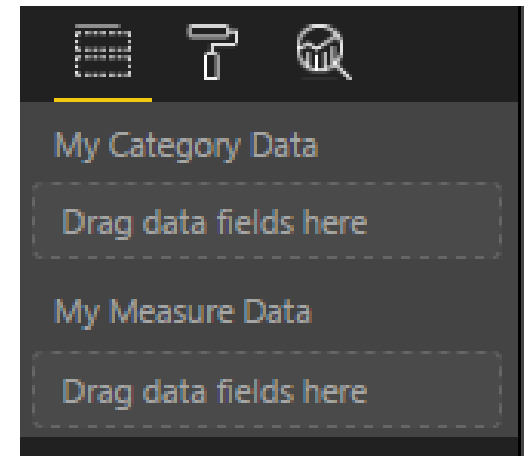 My Category Data
Drag data fields here
My Measure Data
Drag data fields here